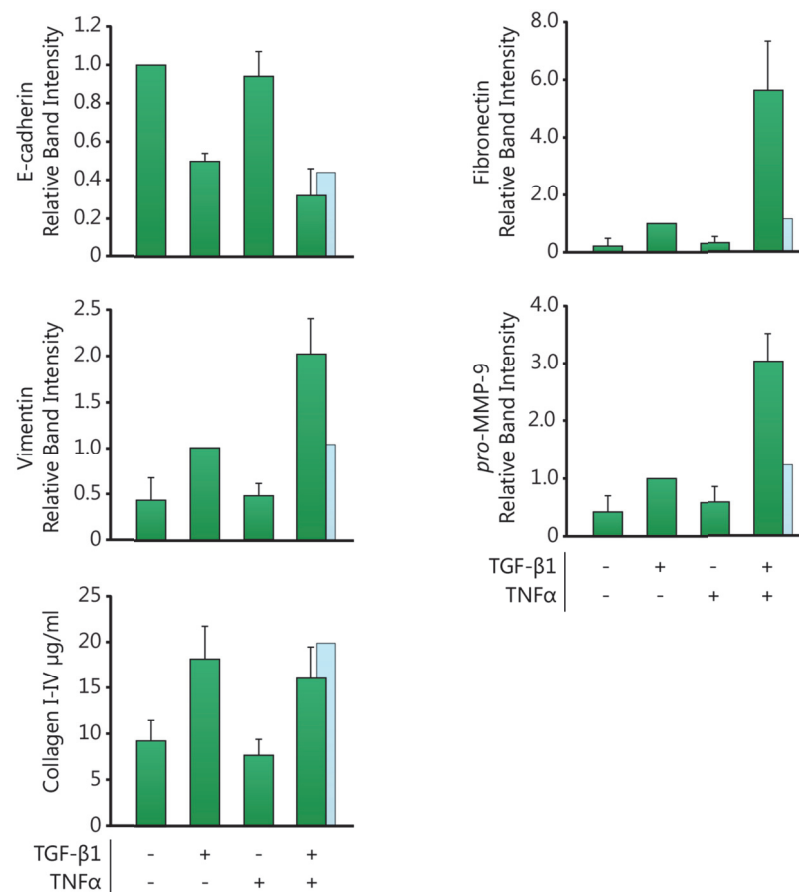 E-cadherin
Relative Band Intensity
1.2
1.0
0.8
0.6
0.4
0.2
0
Fibronectin
Relative Band Intensity
8.0
6.0
4.0
2.0
1.0
0
Vimentin
Relative Band Intensity
2.5
2.0
1.5
1.0
0.5
0
pro-MMP-9
Relative Band Intensity
4.0
3.0
2.0
1.0
0
TGF-β1 - + - +
TNFα - - + +
Collagen I-IV µg/ml
25
20
15
10
5
0
TGF-β1 - + - +
TNFα - - + +